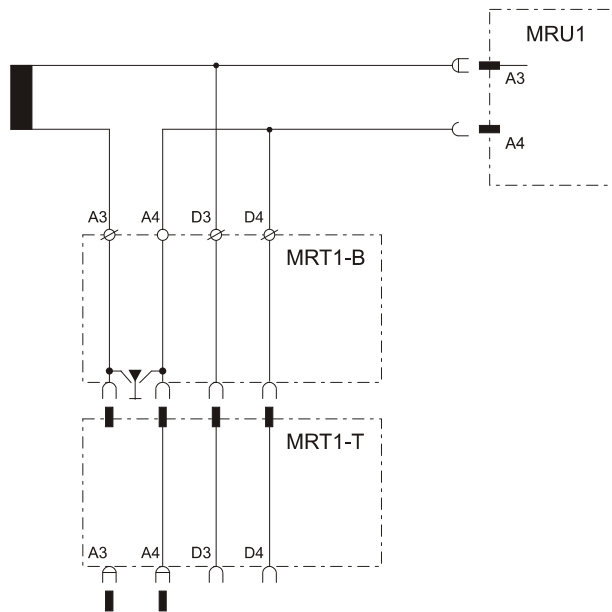 MRU1
A3
A4
A3 A4 D3 D4
MRT1-B
MRT1-T
A3 A4 D3 D4